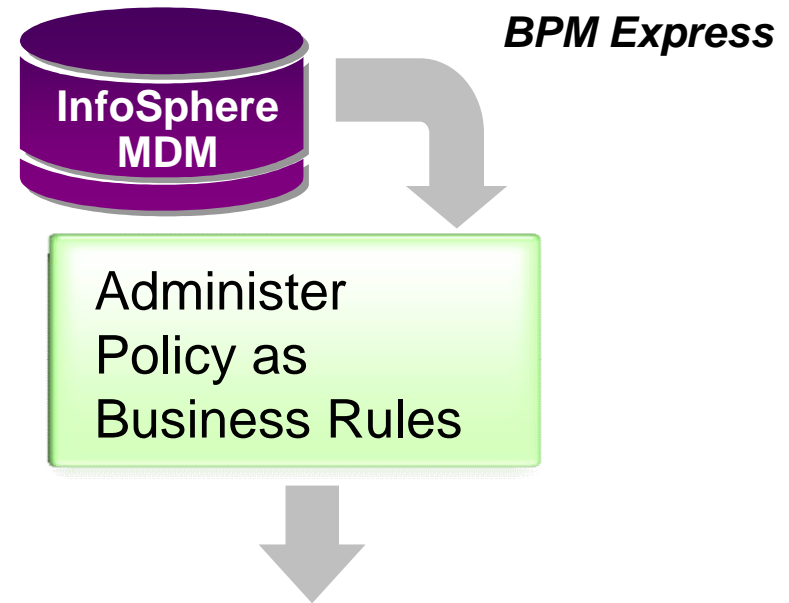 BPM Express
InfoSphere
MDM
Administer
Policy as
Business Rules